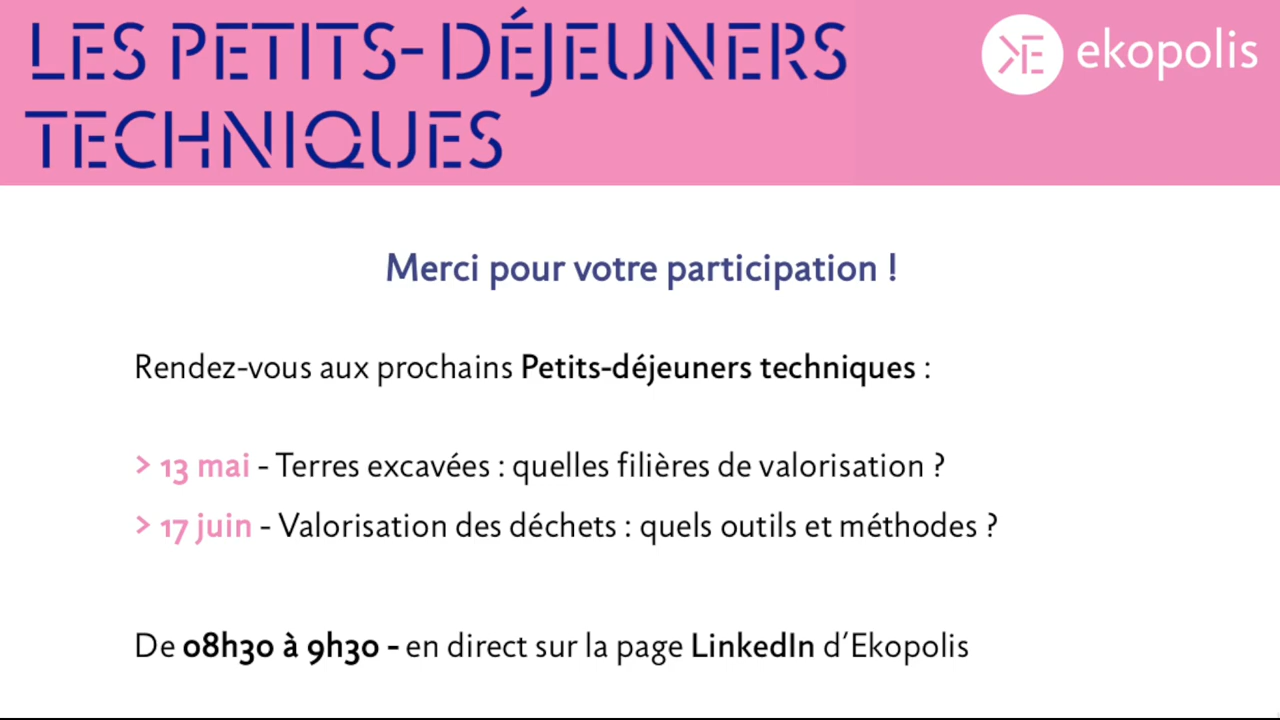 LES PETITS-DÉJEUNERS
TECHNIQUES
ekopolis
Merci pour votre participation !
Rendez-vous aux prochains Petits-déjeuners techniques :
> 13 mai - Terres excavées : quelles filières de valorisation ?
> 17 juin - Valorisation des déchets : quels outils et méthodes ?
De 08h30 à 9h30 - en direct sur la page LinkedIn d’Ekopolis